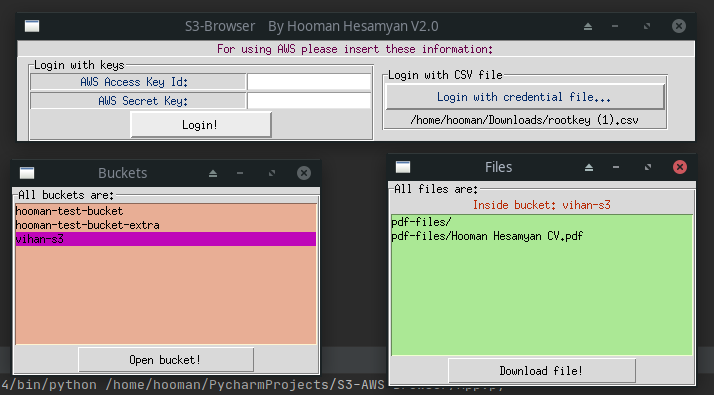 S3-Browser By Hooman Hesamyan V2.0
For using AWS please insert these information:
Login with keys
AWS Access Key Id:
AWS Secret Key:
Login!
Login with CSV file
Login with credential file...
/home/hooman/Downloads/rootkey (1).csv
Buckets
All buckets are:
hooman-test-bucket
hooman-test-bucket-extra
vihan-s3
Open bucket!
Files
All files are:
Inside bucket: vihan-s3
pdf-files/
pdf-files/Hooman Hesamyan CV.pdf
Download file!
4/bin/python /home/hooman/PycharmProjects/S3-AWS